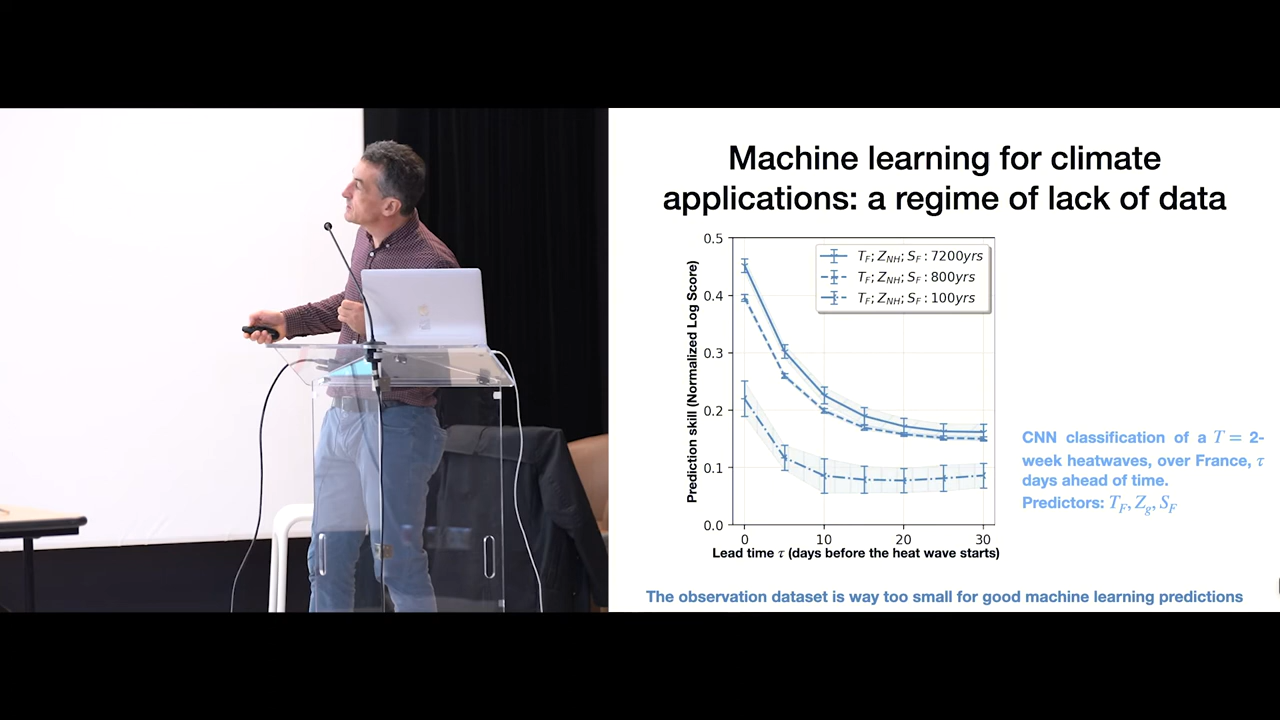 Machine learning for climate
applications: a regime of lack of data
Prediction skill (Normalized Log Score)
0.5
0.4
0.3
0.2
0.1
0.0
T_F; Z_NH; S_F : 7200yrs
T_F; Z_NH; S_F : 800yrs
T_F; Z_NH; S_F : 100yrs
0 10 20 30
Lead time τ (days before the heat wave starts)
CNN classification of a T = 2-
week heatwaves, over France, τ
days ahead of time.
Predictors: T_F, Z_g, S_F
The observation dataset is way too small for good machine learning predictions